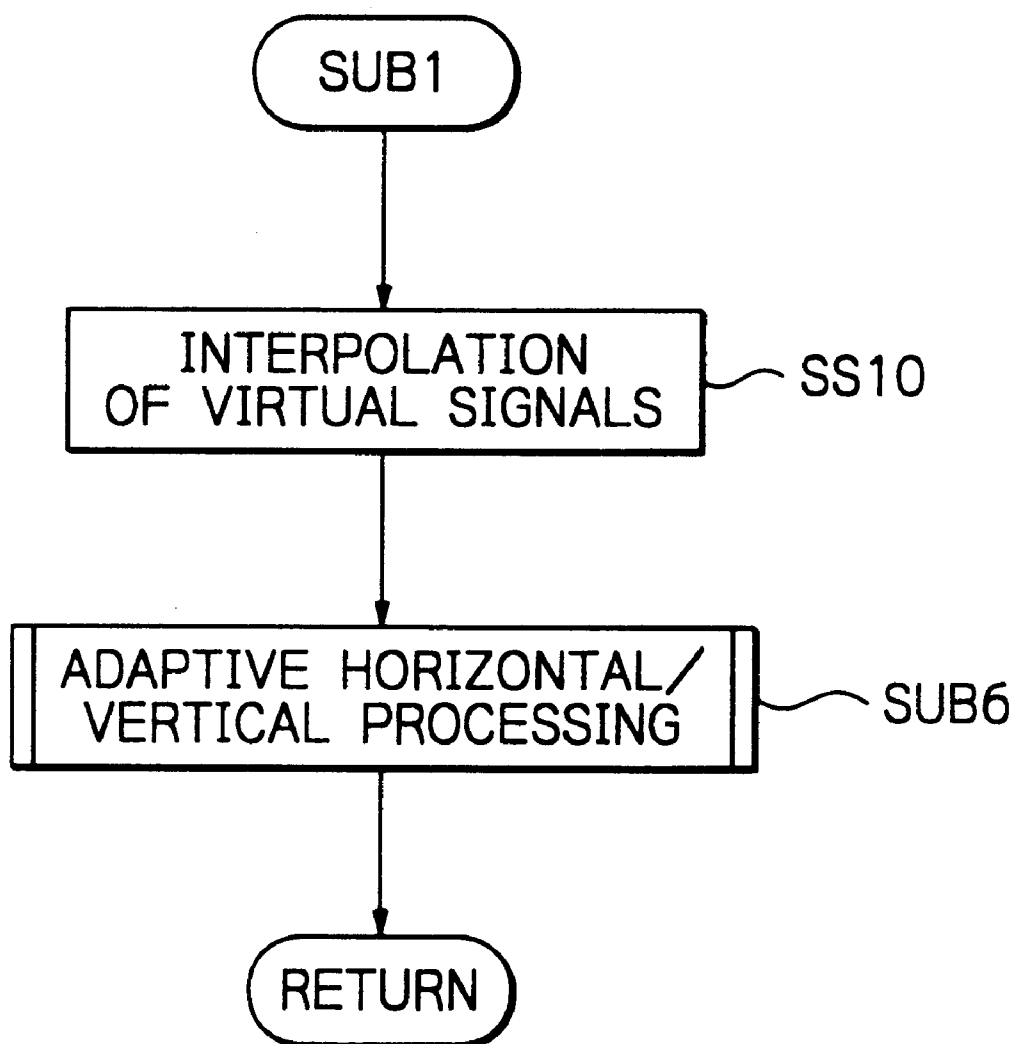 SUB1
INTERPOLATION
OF VIRTUAL SIGNALS
SS10
ADAPTIVE HORIZONTAL/
VERTICAL PROCESSING
SUB6
RETURN